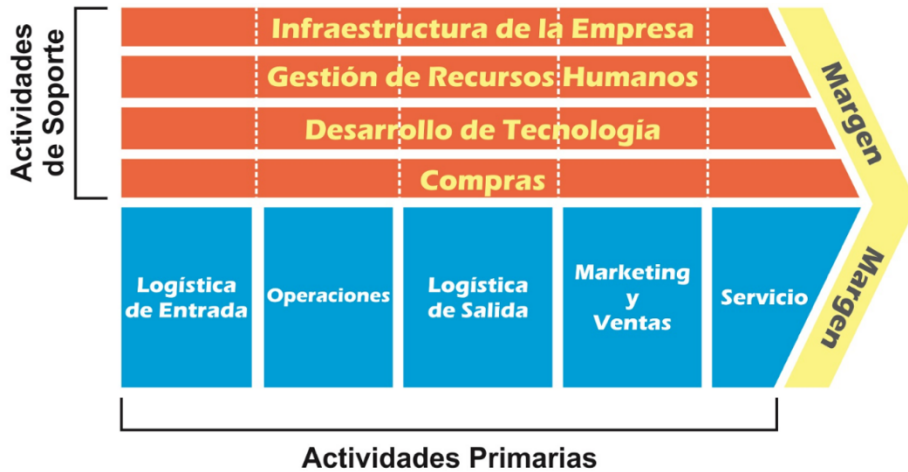 Actividades
de Soporte
Infraestructura de la Empresa
Gestión de Recursos Humanos
Desarrollo de Tecnología
Compras
Margen
Logística
de Entrada
Operaciones
Logística
de Salida
Marketing
y
Ventas
Servicio
Margen
Actividades Primarias